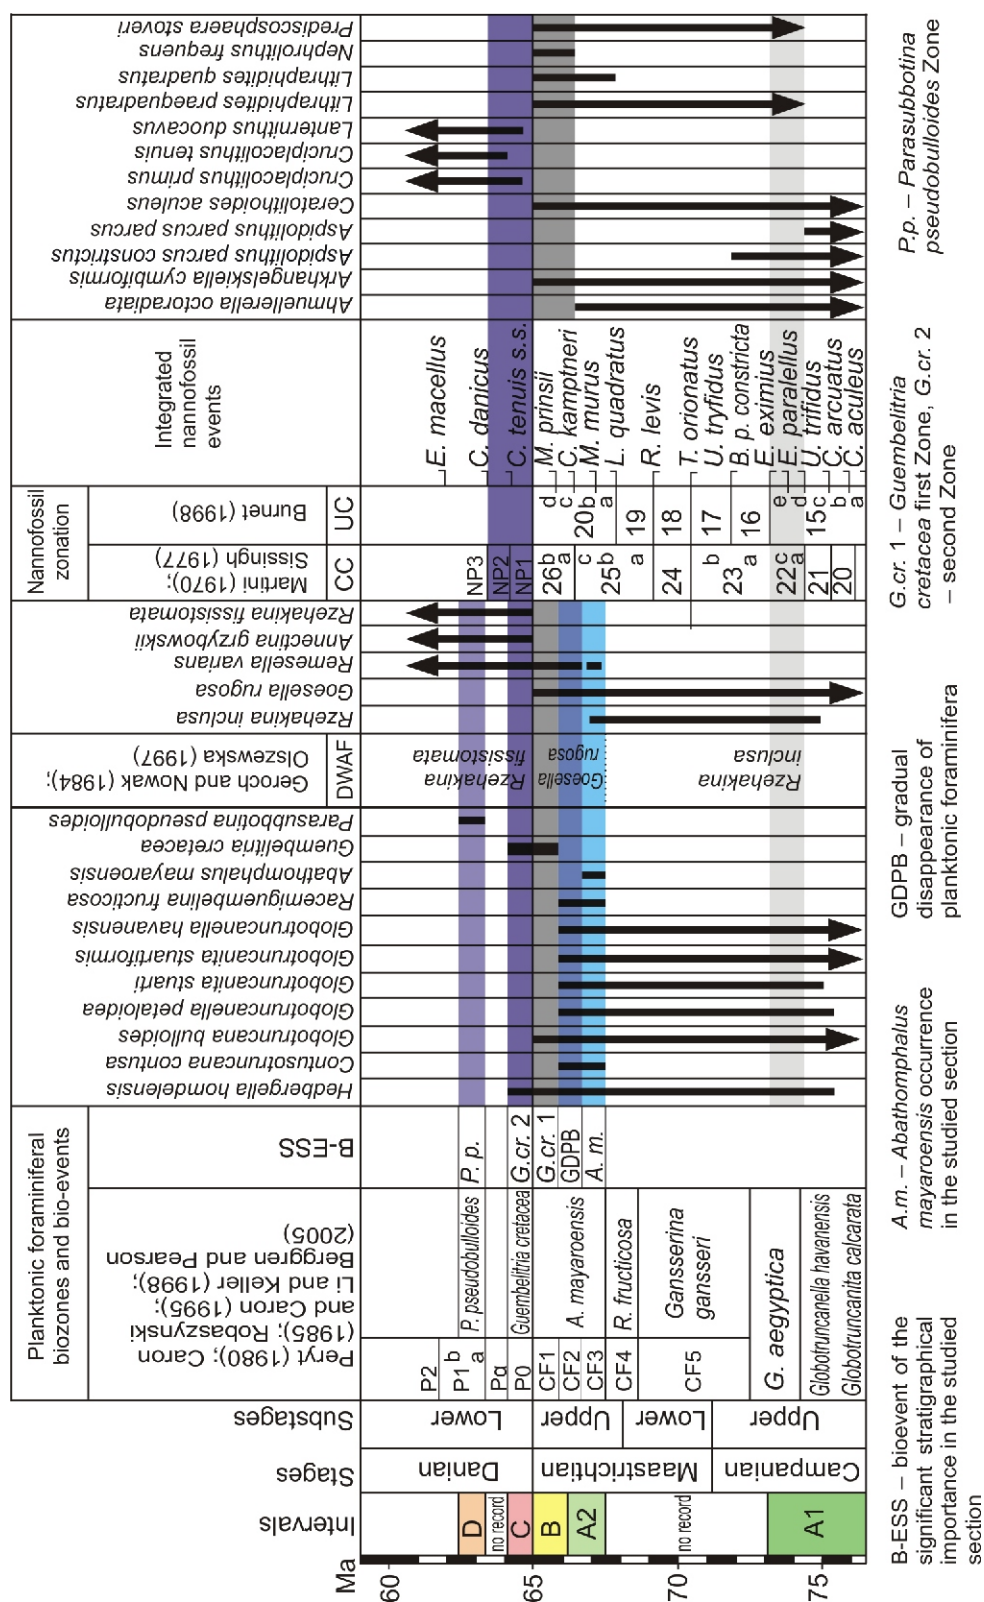 Ma
60
65
70
75
Intervals
D
no record
C
B
A2
no record
A1
Stages
Danian
Maastrichtian
Campanian
Substages
Lower
Upper
Lower
Upper
Planktonic foraminiferal
biozones and bio-events
Peryt (1980); Caron
(1985); Robaszynski
and Caron (1995);
Li and Keller (1998);
Berggren and Pearson
(2005)
P2
P1
b
a
Pα
P0
CF1
CF2
CF3
CF4
CF5
P. pseudobulloides
Guembelitria cretacea
A. mayaroensis
R. fructicosa
Gansserina
gansseri
G. aegyptica
Globotruncanella havanensis
Globotruncanita calcarata
B-ESS
P. p.
G.cr. 2
G.cr. 1
GDPB
A. m.
Hedbergella homdelensis
Contusotruncana contusa
Globotruncana bulloides
Globotruncanella petaloidea
Globotruncanita stuarti
Globotruncanita stuartiformis
Globotruncanella havanensis
Racemiguembelina fructicosa
Abathomphalus mayaroensis
Guembelitria cretacea
Parasubbotina pseudobulloides
Geroch and Nowak (1984);
Olszewska (1997)
DWAF
Rzehakina
fissistomata
Goesella
rugosa
Rzehakina
inclusa
Rzehakina inclusa
Goesella rugosa
Remesella varians
Annectina grzybowskii
Rzehakina fissistomata
Nannofossil
zonation
Martini (1970);
Sissingh
(1977)
CC
NP3
NP2
NP1
26
b
a
25
c
b
a
24
23
b
a
22
c
a
21
20
Burnet (1998)
UC
20
d
c
b
a
19
18
17
16
15
e
d
c
b
a
Integrated
nannofossil
events
E. macellus
C. danicus
C. tenuis s.s.
M. prinsii
C. kamptneri
M. murus
L. quadratus
R. levis
T. orionatus
U. tryfidus
B. p. constricta
E. eximius
E. paralellus
U. trifidus
C. arcuatus
C. aculeus
Ahmuellerella octoradiata
Arkhangelskiella cymbiformis
Aspidolithus parcus constrictus
Aspidolithus parcus parcus
Ceratolithoides aculeus
Cruciplacolithus primus
Cruciplacolithus tenuis
Lanternithus duocavus
Lithraphidites praequadratus
Lithraphidites quadratus
Nephrolithus frequens
Prediscosphaera stoveri
B-ESS – bioevent of the
significant stratigraphical
importance in the studied
section
A.m. – Abathomphalus
mayaroensis occurrence
in the studied section
GDPB – gradual
disappearance of
planktonic foraminifera
G.cr. 1 – Guembelitria
cretacea first Zone, G.cr. 2
– second Zone
P.p. – Parasubbotina
pseudobulloides Zone